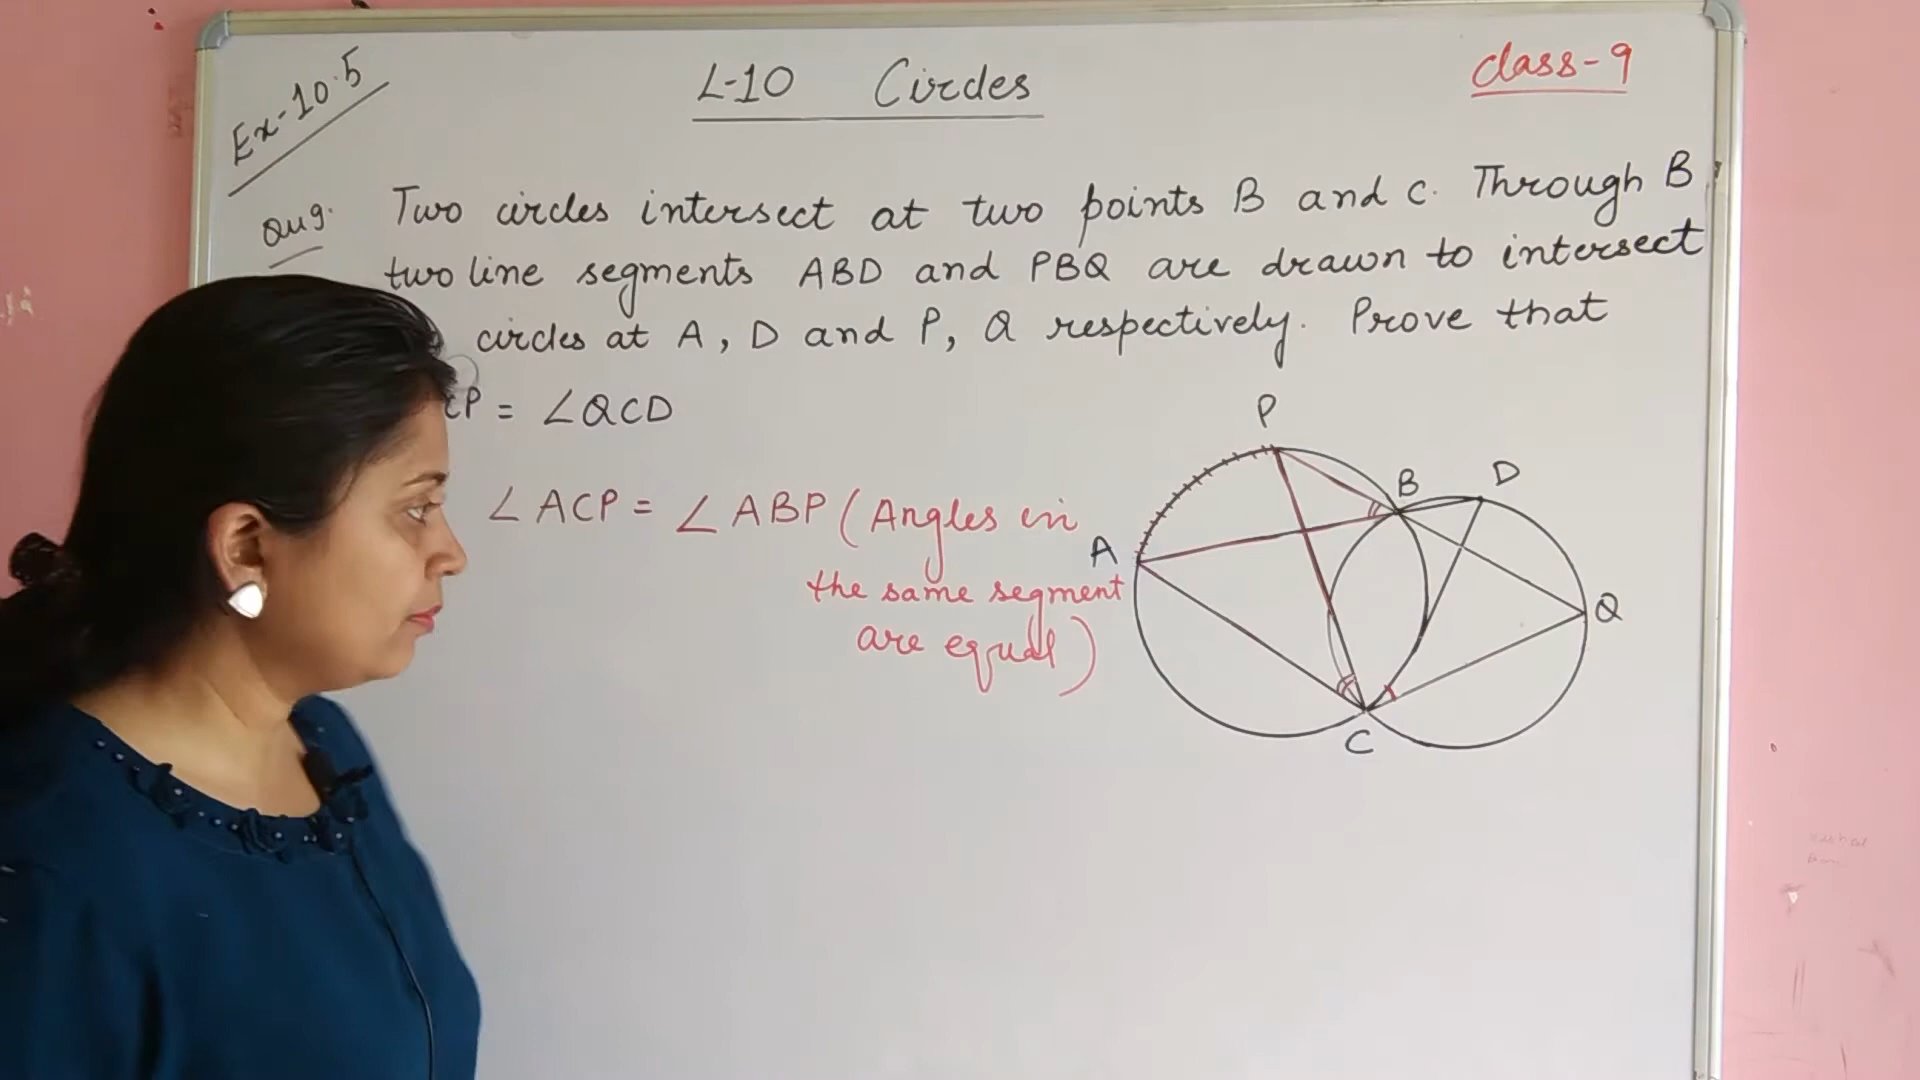 Ex-10.5
L-10 Circles
class-9
Qu9. Two circles intersect at two points B and C. Through B
two line segments ABD and PBQ are drawn to intersect
circles at A, D and P, Q respectively. Prove that
CP = ∠QCD
∠ACP = ∠ABP (Angles in
the same segment
are equal)
P
B
D
A
Q
C